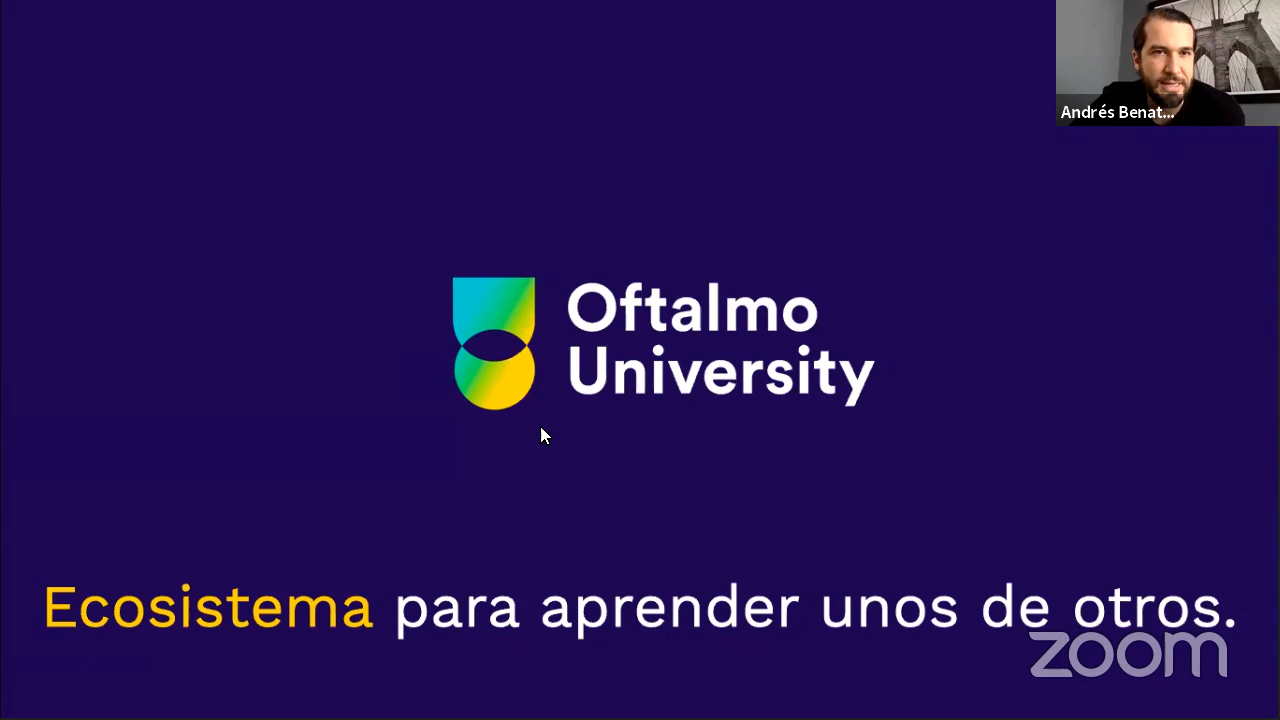 Andrés Benat...
Oftalmo
University
Ecosistema para aprender unos de otros.
zoom